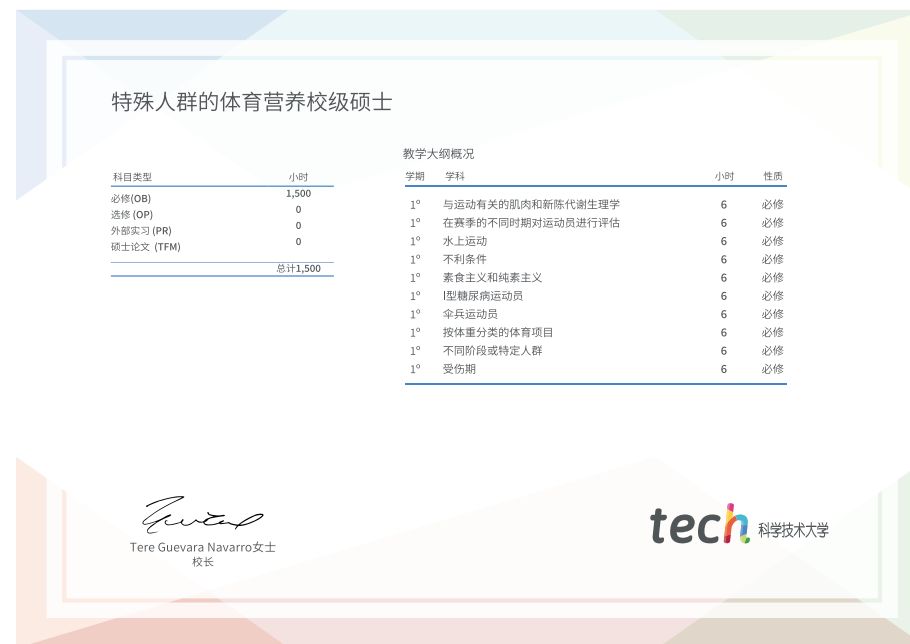 特殊人群的体育营养校级硕士
科目类型 小时
必修(OB) 1,500
选修 (OP) 0
外部实习 (PR) 0
硕士论文 (TFM) 0
总计1,500
教学大纲概况
学期 学科 小时 性质
1º 与运动有关的肌肉和新陈代谢生理学 6 必修
1º 在赛季的不同时期对运动员进行评估 6 必修
1º 水上运动 6 必修
1º 不利条件 6 必修
1º 素食主义和纯素主义 6 必修
1º I型糖尿病运动员 6 必修
1º 伞兵运动员 6 必修
1º 按体重分类的体育项目 6 必修
1º 不同阶段或特定人群 6 必修
1º 受伤期 6 必修
Tere Guevara Navarro女士
校长
tech 科学技术大学